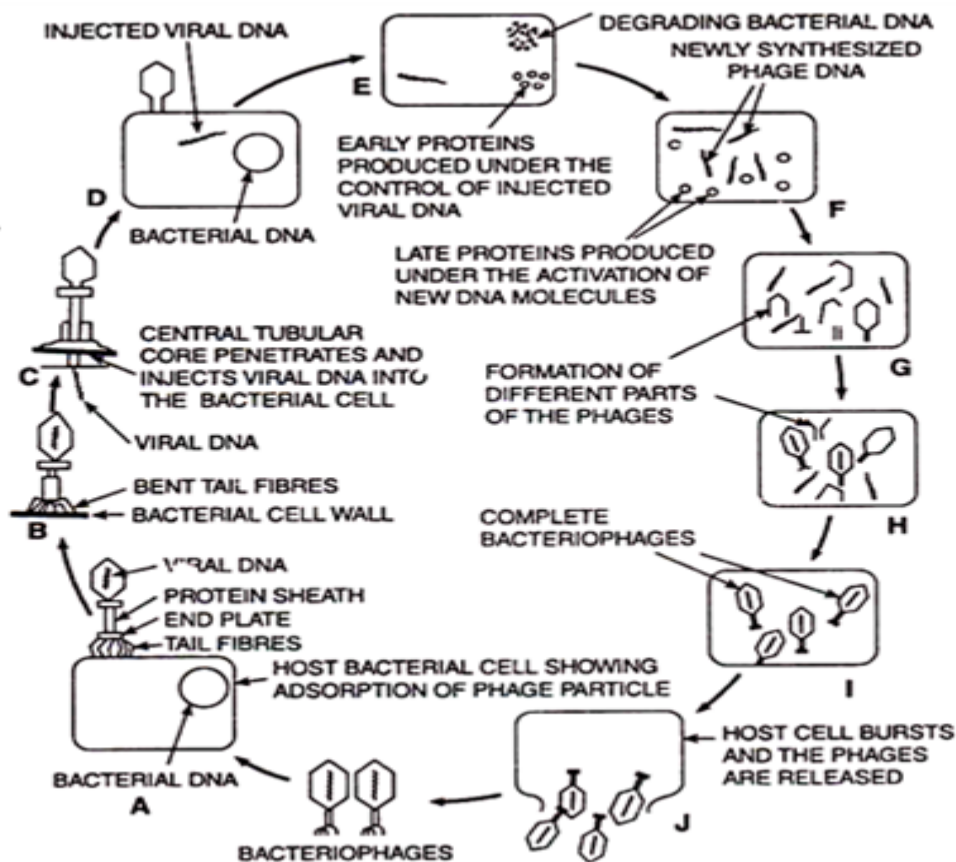 INJECTED VIRAL DNA
DEGRADING BACTERIAL DNA
NEWLY SYNTHESIZED
PHAGE DNA
E
EARLY PROTEINS
PRODUCED UNDER THE
CONTROL OF INJECTED
VIRAL DNA
D
BACTERIAL DNA
F
LATE PROTEINS PRODUCED
UNDER THE ACTIVATION OF
NEW DNA MOLECULES
CENTRAL TUBULAR
CORE PENETRATES AND
INJECTS VIRAL DNA INTO
THE BACTERIAL CELL
C
G
FORMATION OF
DIFFERENT PARTS
OF THE PHAGES
VIRAL DNA
BENT TAIL FIBRES
BACTERIAL CELL WALL
B
H
COMPLETE
BACTERIOPHAGES
VIRAL DNA
PROTEIN SHEATH
END PLATE
TAIL FIBRES
HOST BACTERIAL CELL SHOWING
ADSORPTION OF PHAGE PARTICLE
I
HOST CELL BURSTS
AND THE PHAGES
ARE RELEASED
BACTERIAL DNA
A
J
BACTERIOPHAGES